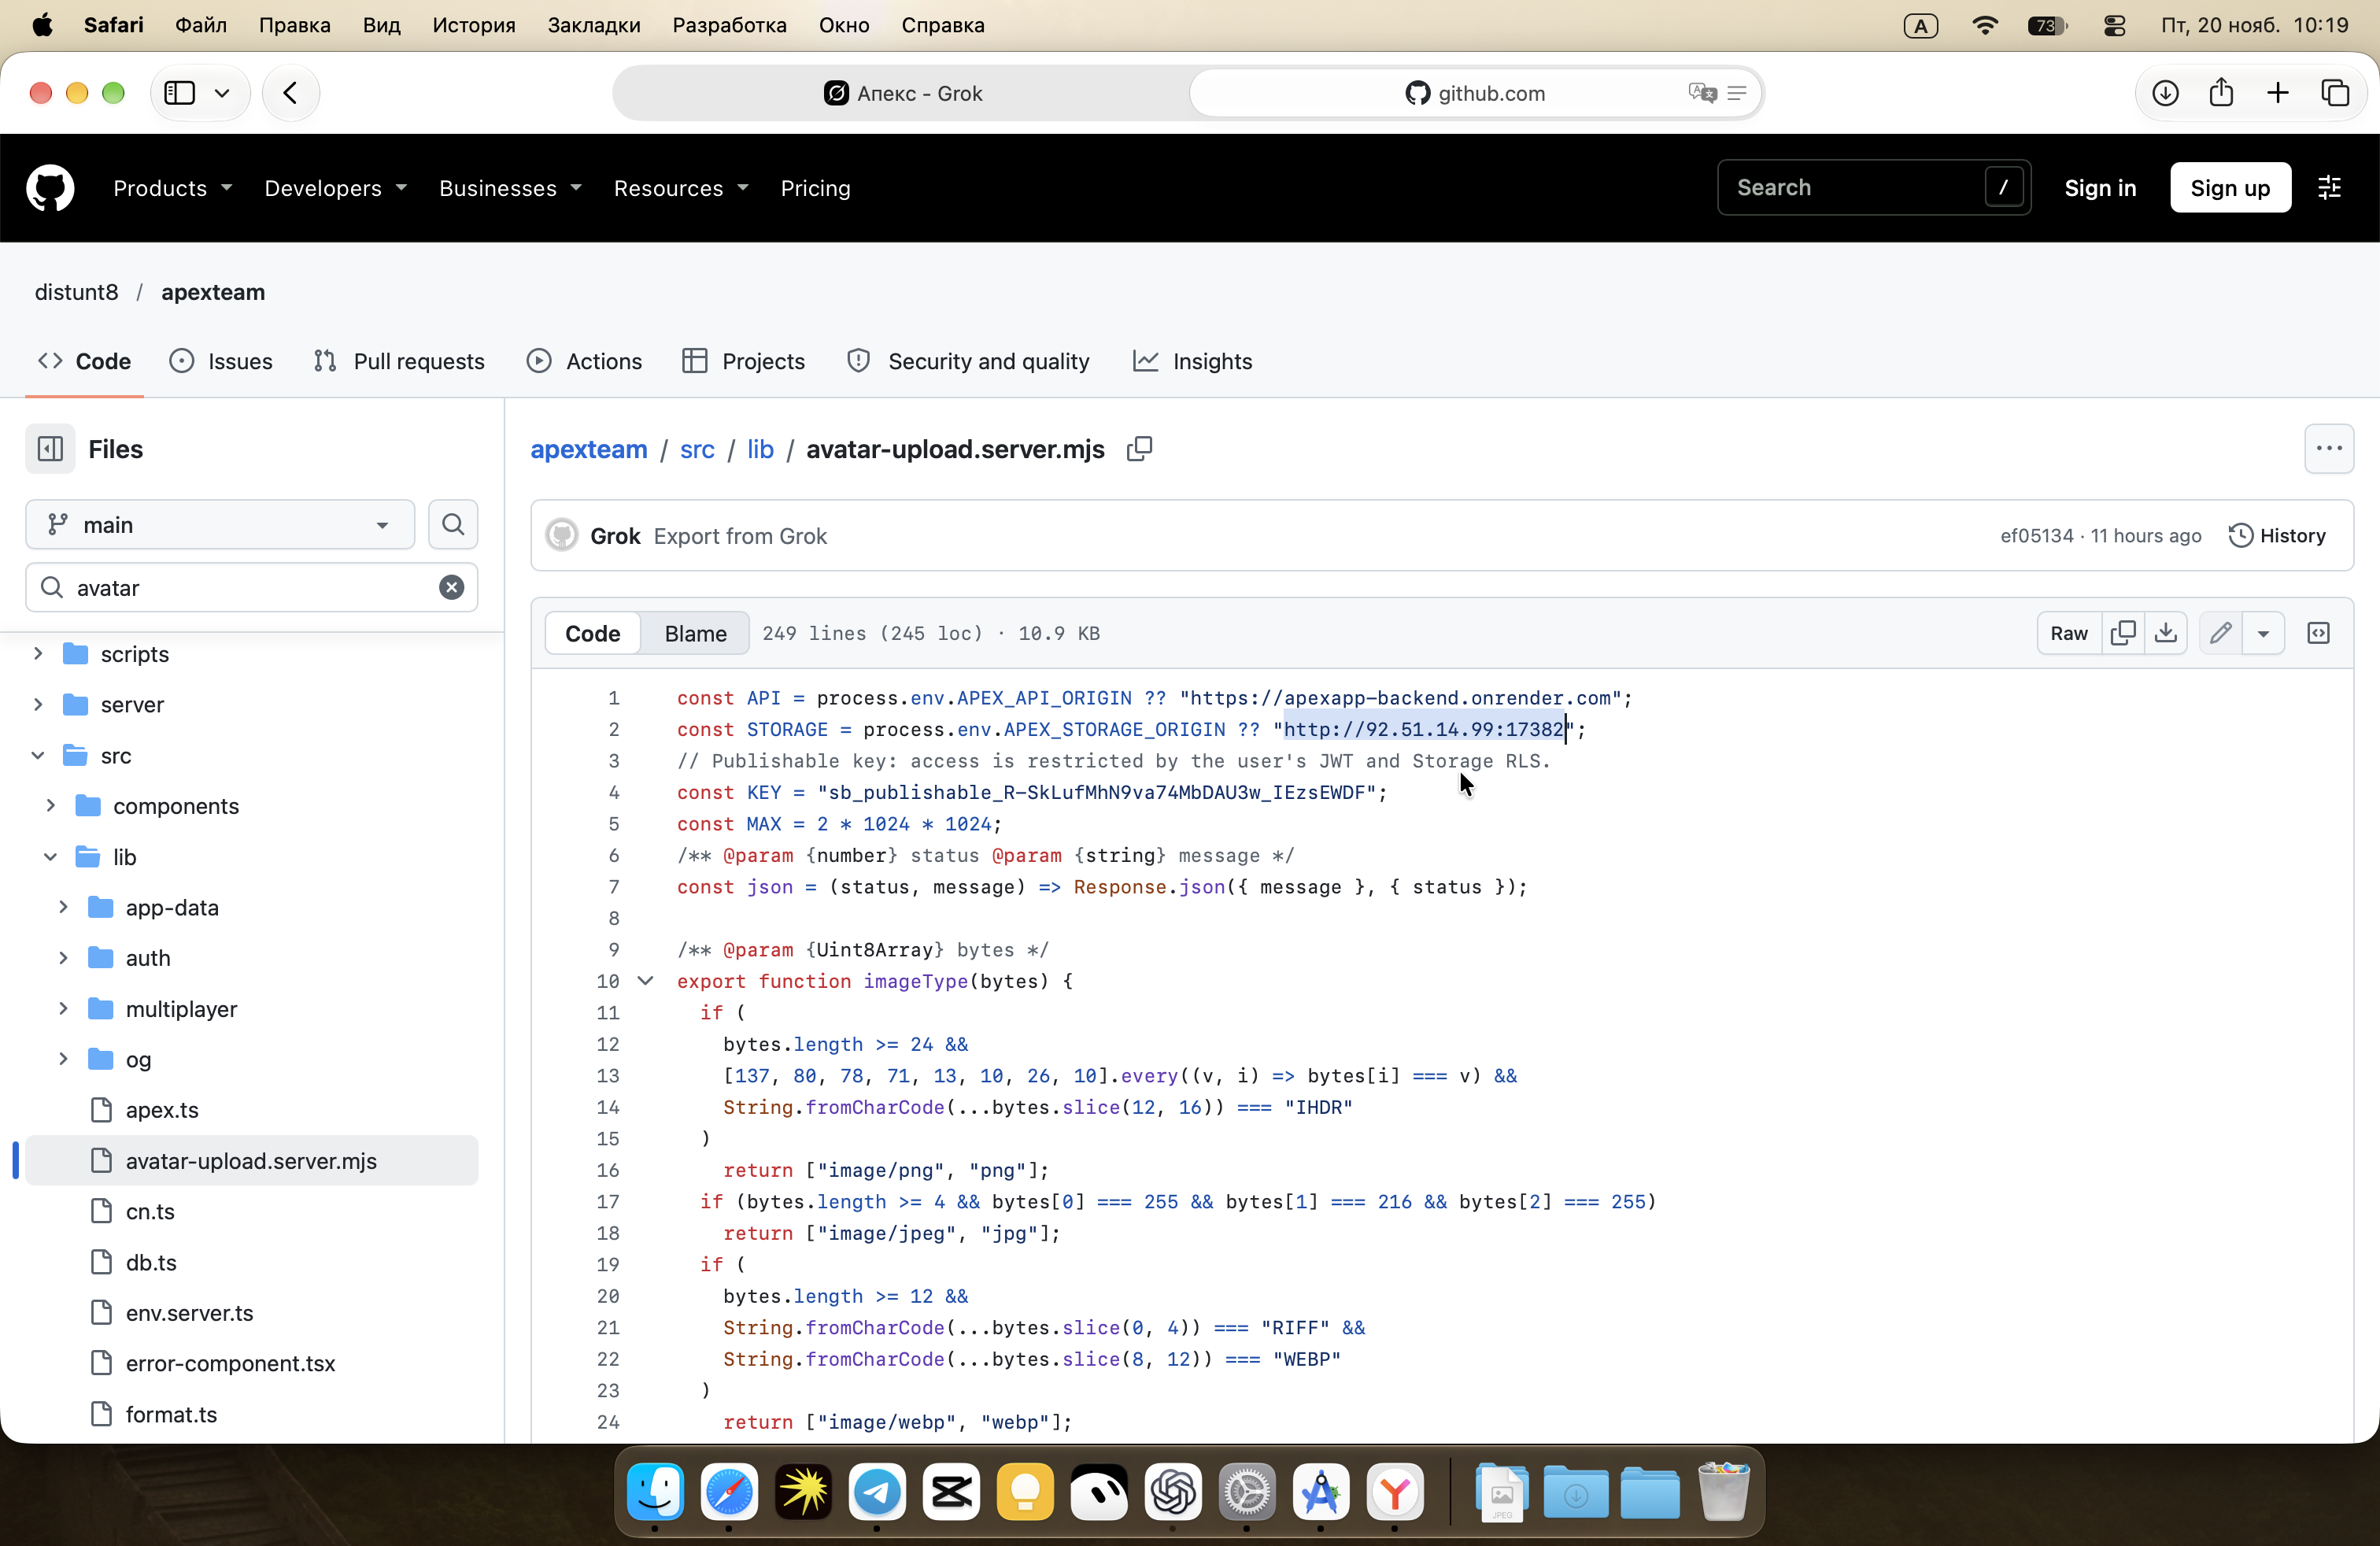 Safari Файл Правка Вид История Закладки Разработка Окно Справка A 73 Пт, 20 нояб. 10:19
Апекс - Grok github.com
Products Developers Businesses Resources Pricing Search / Sign in Sign up
distunt8 / apexteam
Code Issues Pull requests Actions Projects Security and quality Insights
Files
main
avatar
scripts
server
src
components
lib
app-data
auth
multiplayer
og
apex.ts
avatar-upload.server.mjs
cn.ts
db.ts
env.server.ts
error-component.tsx
format.ts
apexteam / src / lib / avatar-upload.server.mjs
Grok Export from Grok ef05134 · 11 hours ago History
Code Blame 249 lines (245 loc) · 10.9 KB Raw
1 const API = process.env.APEX_API_ORIGIN ?? "https://apexapp-backend.onrender.com";
2 const STORAGE = process.env.APEX_STORAGE_ORIGIN ?? "http://92.51.14.99:17382";
3 // Publishable key: access is restricted by the user's JWT and Storage RLS.
4 const KEY = "sb_publishable_R-SkLufMhN9va74MbDAU3w_IEzsEWDF";
5 const MAX = 2 * 1024 * 1024;
6 /** @param {number} status @param {string} message */
7 const json = (status, message) => Response.json({ message }, { status });
8
9 /** @param {Uint8Array} bytes */
10 export function imageType(bytes) {
11 if (
12 bytes.length >= 24 &&
13 [137, 80, 78, 71, 13, 10, 26, 10].every((v, i) => bytes[i] === v) &&
14 String.fromCharCode(...bytes.slice(12, 16)) === "IHDR"
15 )
16 return ["image/png", "png"];
17 if (bytes.length >= 4 && bytes[0] === 255 && bytes[1] === 216 && bytes[2] === 255)
18 return ["image/jpeg", "jpg"];
19 if (
20 bytes.length >= 12 &&
21 String.fromCharCode(...bytes.slice(0, 4)) === "RIFF" &&
22 String.fromCharCode(...bytes.slice(8, 12)) === "WEBP"
23 )
24 return ["image/webp", "webp"];
JPEG